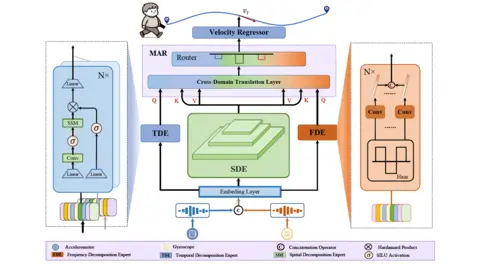 v_t
Velocity Regressor
MAR
Router
Cross-Domain Translation Layer
Q
K
V
V
K
Q
TDE
SDE
FDE
Embeding Layer
C
N×
Linear
SSM
σ
σ
Conv
Linear
Linear
N×
C
......
Conv
Conv
......
Haar
Accelerometer
Gyroscope
C Concatenation Operator
Hardamard Product
FDE Frequency Decomposition Expert
TDE Temporal Decomposition Expert
SDE Spatial Decomposition Expert
σ SiLU Activation